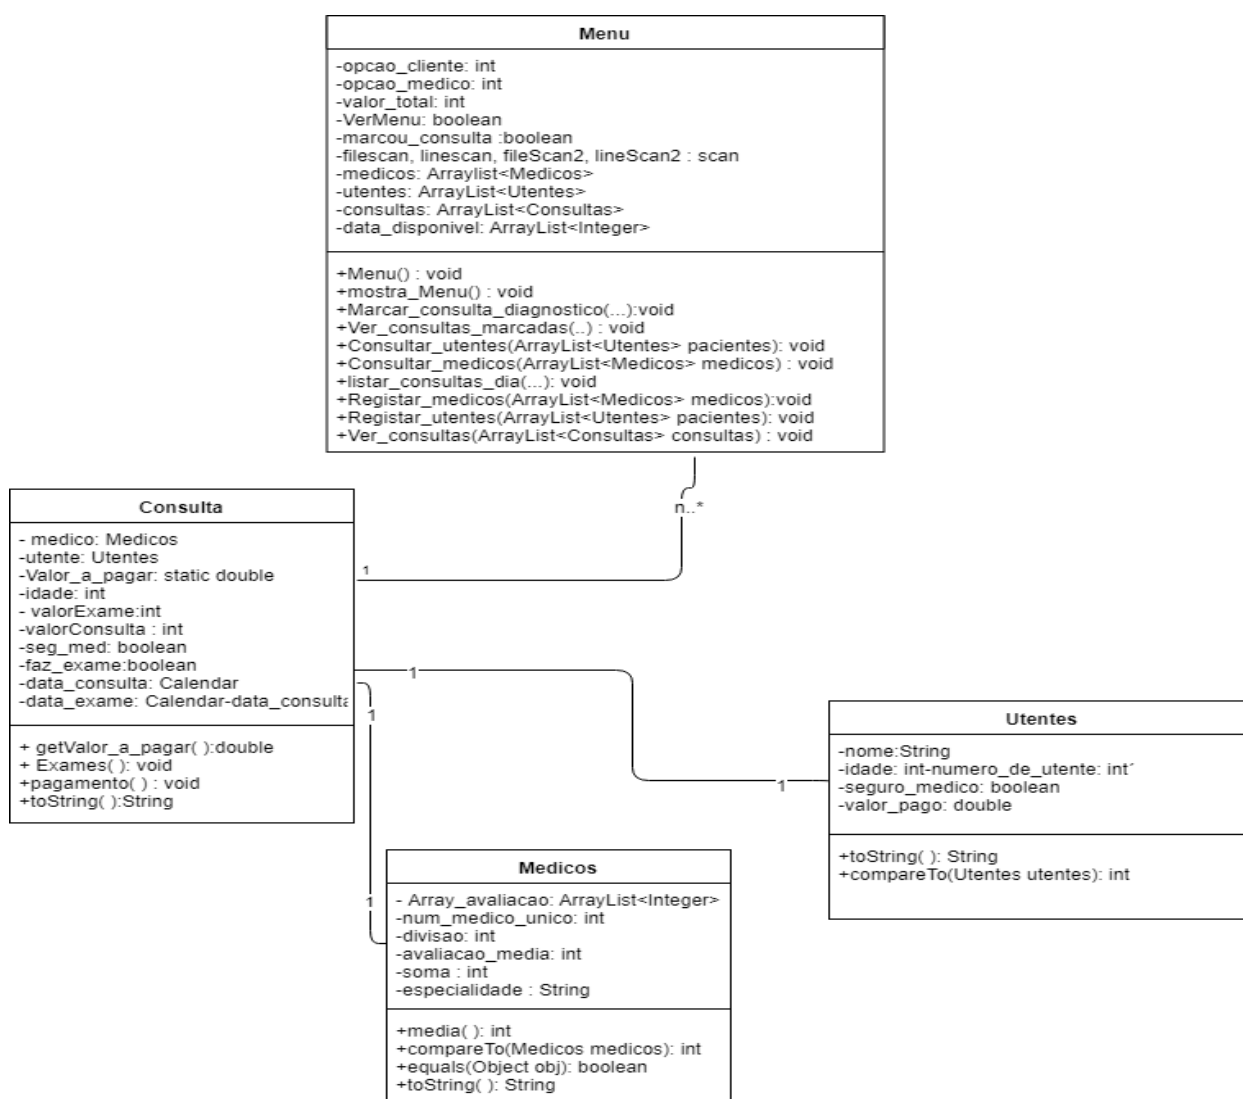 Menu
-opcao_cliente: int
-opcao_medico: int
-valor_total: int
-VerMenu: boolean
-marcou_consulta :boolean
-filescan, linescan, fileScan2, lineScan2 : scan
-medicos: Arraylist<Medicos>
-utentes: ArrayList<Utentes>
-consultas: ArrayList<Consultas>
-data_disponivel: ArrayList<Integer>
+Menu() : void
+mostra_Menu() : void
+Marcar_consulta_diagnostico(...):void
+Ver_consultas_marcadas(..) : void
+Consultar_utentes(ArrayList<Utentes> pacientes): void
+Consultar_medicos(ArrayList<Medicos> medicos) : void
+listar_consultas_dia(...): void
+Registar_medicos(ArrayList<Medicos> medicos):void
+Registar_utentes(ArrayList<Utentes> pacientes): void
+Ver_consultas(ArrayList<Consultas> consultas) : void
n..*
1
Consulta
- medico: Medicos
-utente: Utentes
-Valor_a_pagar: static double
-idade: int
- valorExame:int
-valorConsulta : int
-seg_med: boolean
-faz_exame:boolean
-data_consulta: Calendar
-data_exame: Calendar-data_consulta
+ getValor_a_pagar( ):double
+ Exames( ): void
+pagamento( ) : void
+toString( ):String
1
1
1
1
Utentes
-nome:String
-idade: int-numero_de_utente: int´
-seguro_medico: boolean
-valor_pago: double
+toString( ): String
+compareTo(Utentes utentes): int
Medicos
- Array_avaliacao: ArrayList<Integer>
-num_medico_unico: int
-divisao: int
-avaliacao_media: int
-soma : int
-especialidade : String
+media( ): int
+compareTo(Medicos medicos): int
+equals(Object obj): boolean
+toString( ): String